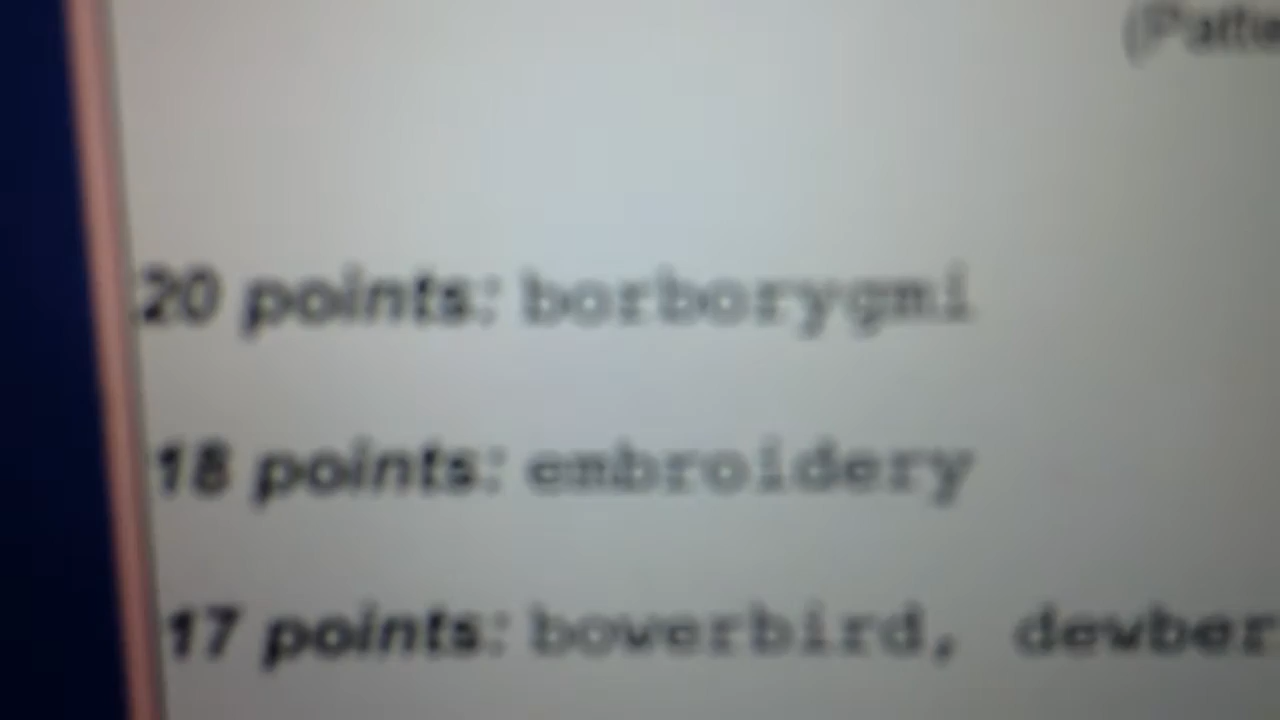 20 points: borborygmi
18 points: embroidery
17 points: bowerbird,